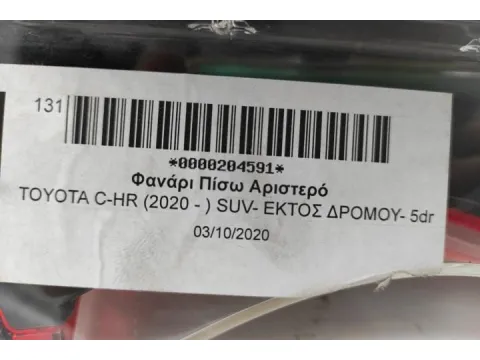 131
*0000204591*
Φανάρι Πίσω Αριστερό
TOYOTA C-HR (2020 - ) SUV- ΕΚΤΟΣ ΔΡΟΜΟΥ- 5dr
03/10/2020